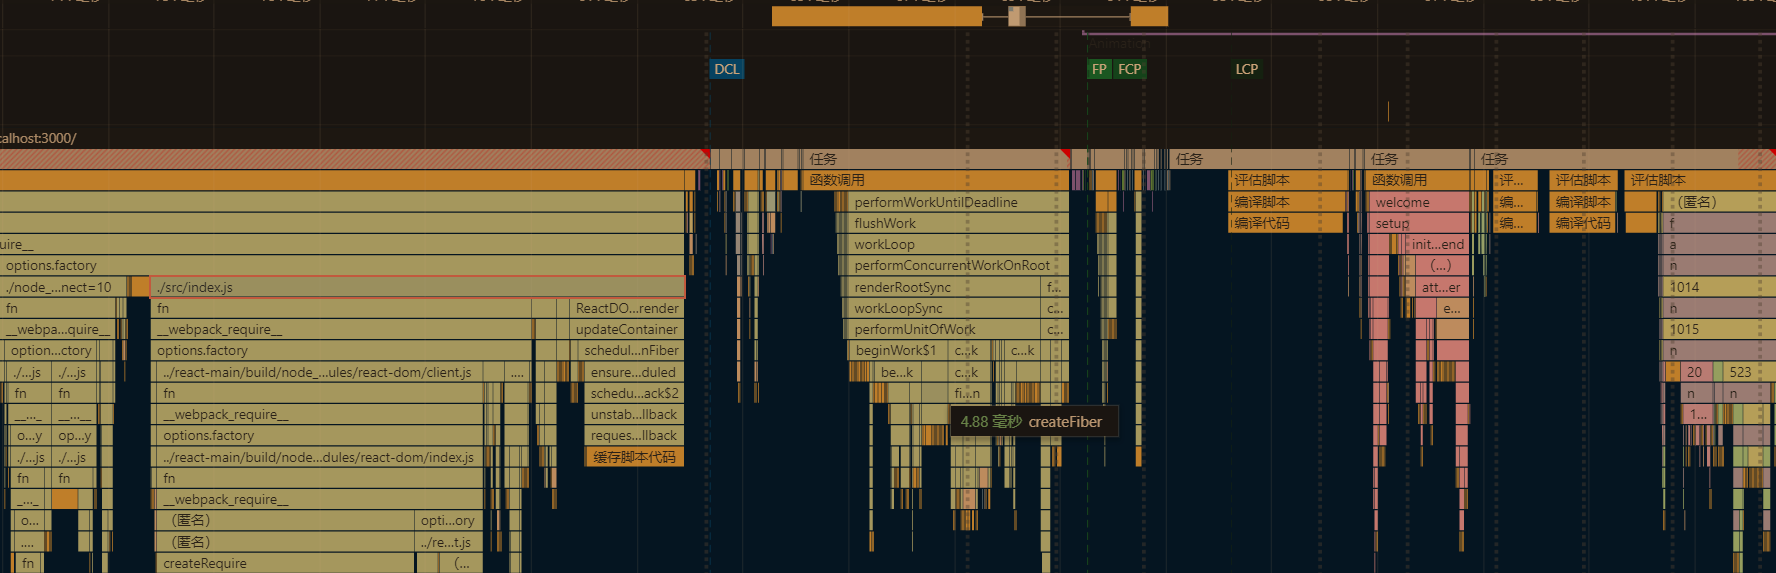 Animation
DCL
FP FCP LCP
calhost:3000/
任务 任务 任务 任务
函数调用 评估脚本 函数调用 评... 评估脚本 评估脚本
performWorkUntilDeadline 编译脚本 welcome 编... 编译脚本 （匿名）
flushWork 编译代码 setup 编... 编译代码 f
uire__ workLoop init...end a
options.factory performConcurrentWorkOnRoot (...) n
./node_...nect=10 ./src/index.js renderRootSync f... att...er 1014
fn fn ReactDO...render workLoopSync c... e... n
__webpa...quire__ __webpack_require__ updateContainer performUnitOfWork c... 1015
option...ctory options.factory schedul...nFiber beginWork$1 c...k c...k n
./...js ./...js ../react-main/build/node_...ules/react-dom/client.js .... ensure...duled be...k c...k 20 523
fn fn fn schedu...ack$2 fi...n n n
__..._ __..._ __webpack_require__ unstab...llback 4.88 毫秒 createFiber 1...
o...y op...y options.factory reques...llback
./...js ./...js ../react-main/build/node...dules/react-dom/index.js 缓存脚本代码
fn fn fn
_..._ __webpack_require__
o... （匿名） opti...ory
.... （匿名） ../re...t.js
fn createRequire (...